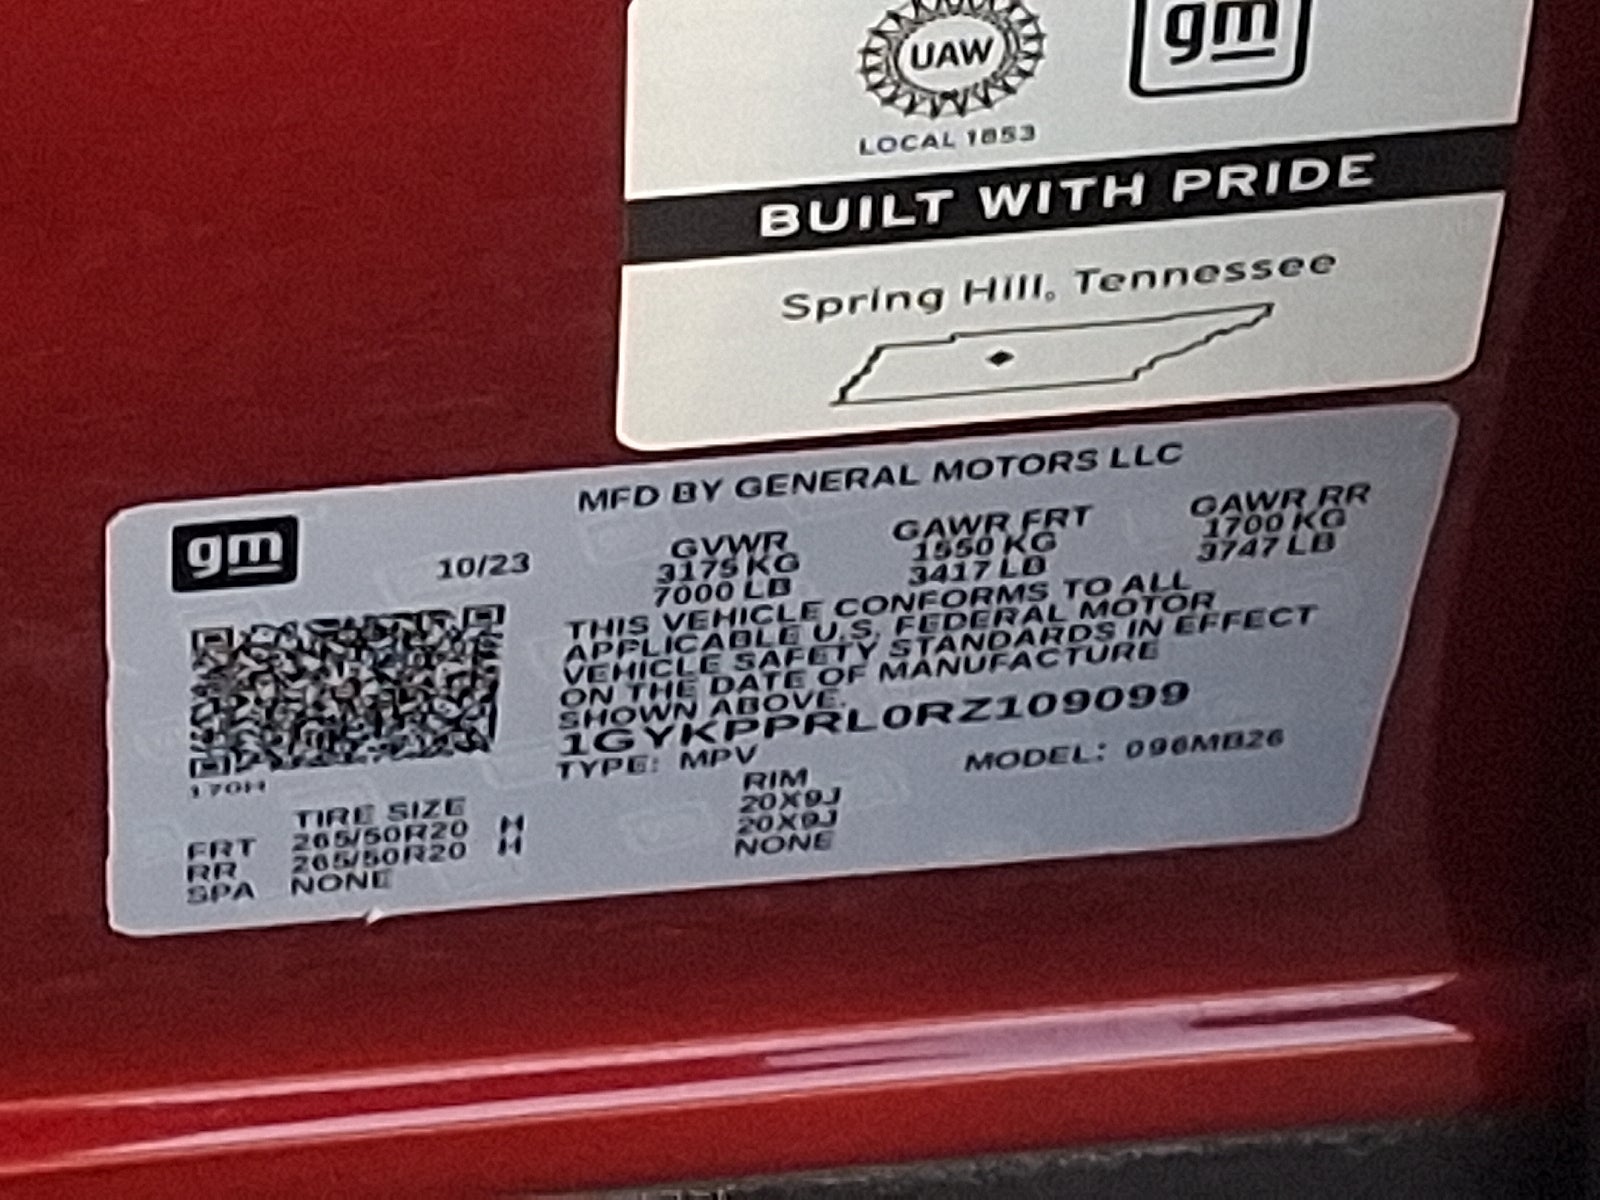 UAW
gm
LOCAL 1853
BUILT WITH PRIDE
Spring Hill, Tennessee
MFD BY GENERAL MOTORS LLC
gm
10/23
GVWR
3175 KG
7000 LB
GAWR FRT
1550 KG
3417 LB
GAWR RR
1700 KG
3747 LB
THIS VEHICLE CONFORMS TO ALL
APPLICABLE U.S. FEDERAL MOTOR
VEHICLE SAFETY STANDARDS IN EFFECT
ON THE DATE OF MANUFACTURE
SHOWN ABOVE.
1GYKPPRL0RZ109099
TYPE: MPV
MODEL: 096MB26
170H
TIRE SIZE
RIM
FRT 265/50R20 H 20X9J
RR 265/50R20 H 20X9J
SPA NONE NONE